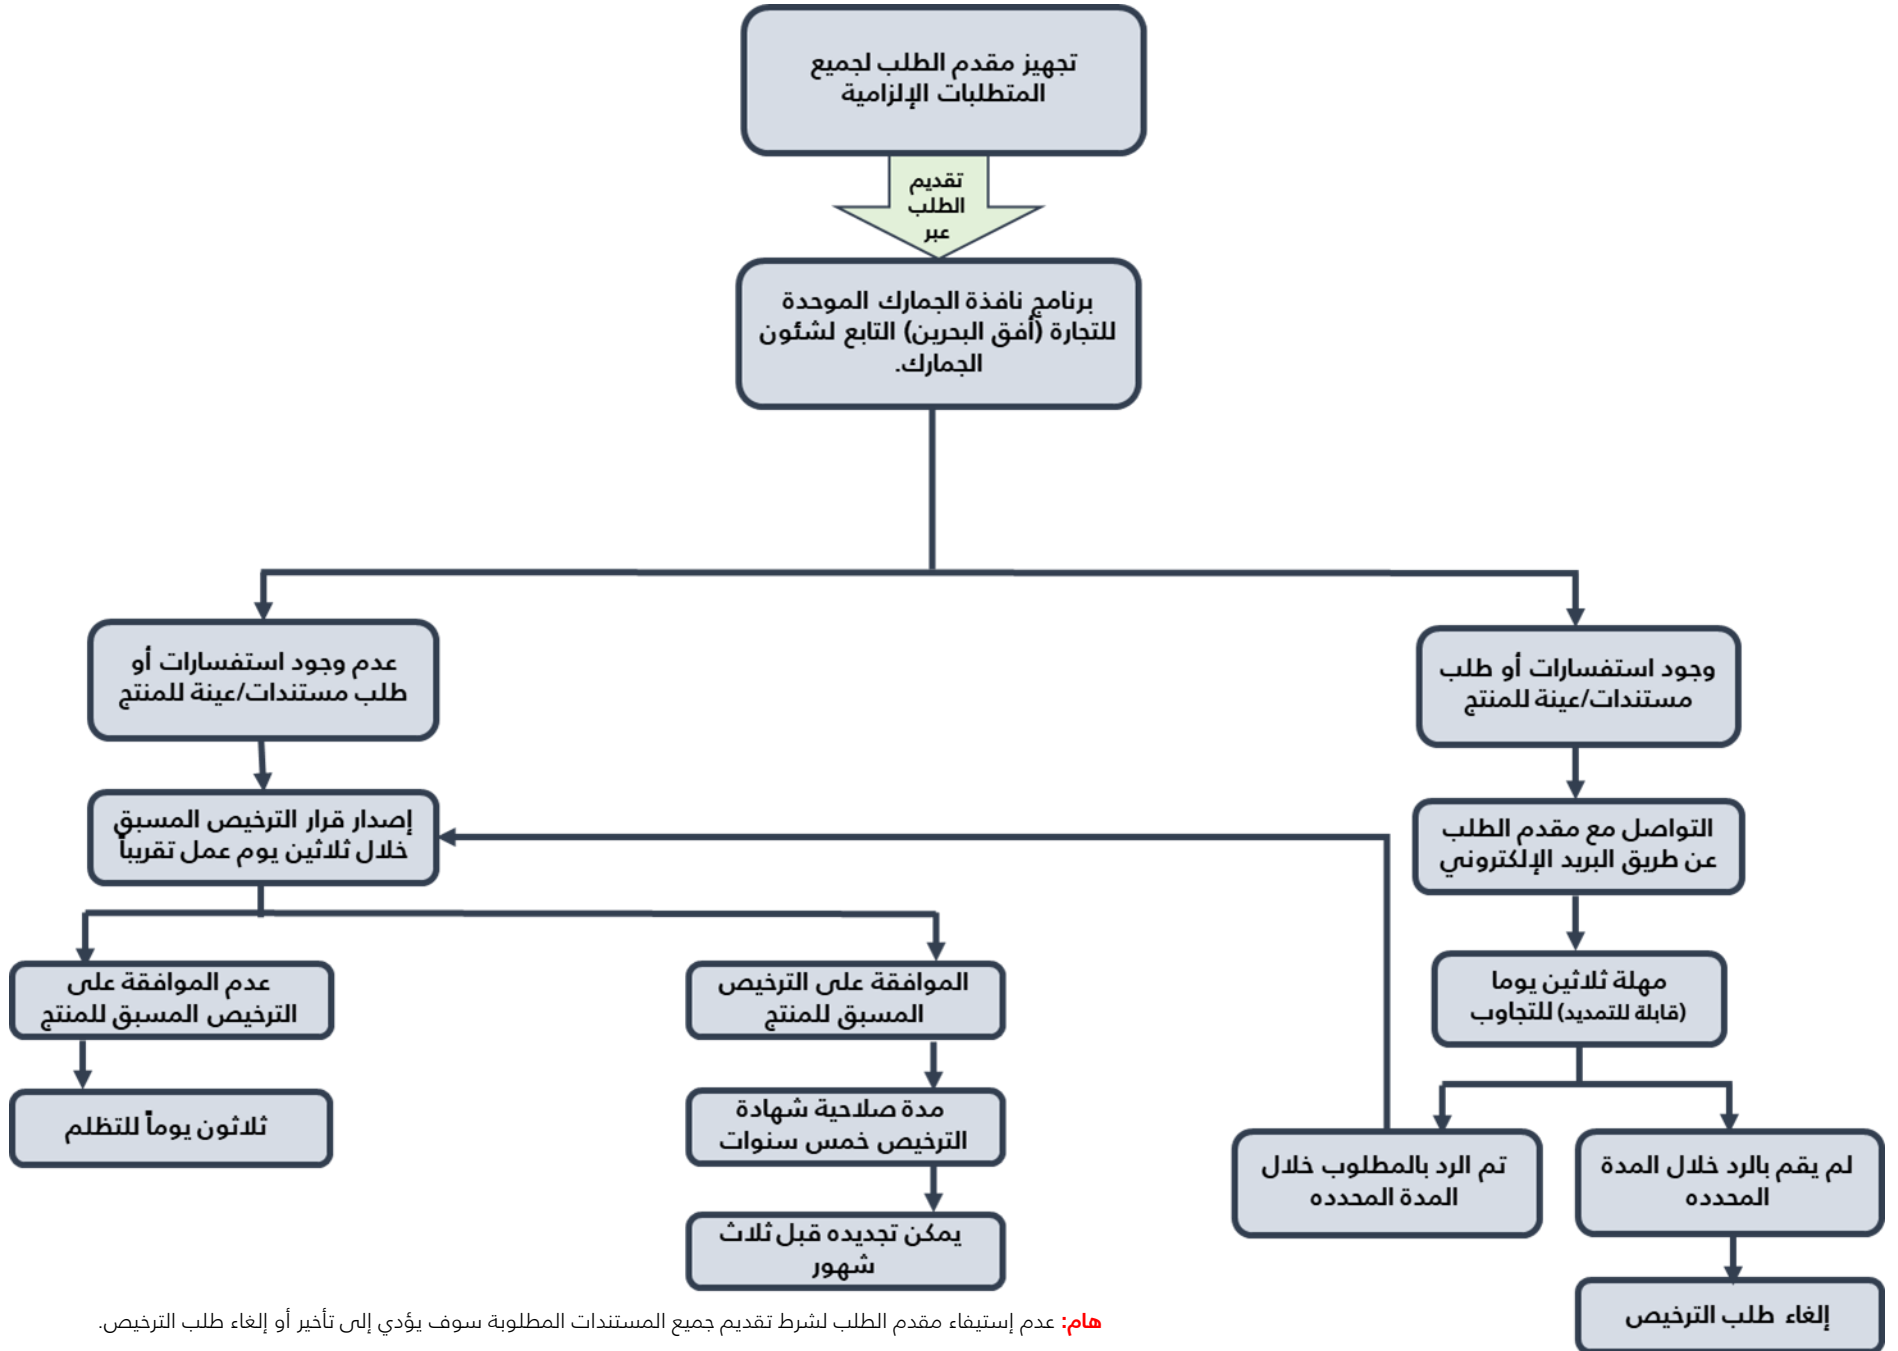 تجهيز مقدم الطلب لجميع
المتطلبات الإلزامية
تقديم
الطلب
عبر
برنامج نافذة الجمارك الموحدة
للتجارة (أفق البحرين) التابع لشئون
الجمارك.
وجود استفسارات أو طلب
مستندات/عينة للمنتج
التواصل مع مقدم الطلب
عن طريق البريد الإلكتروني
مهلة ثلاثين يوما
(قابلة للتمديد) للتجاوب
لم يقم بالرد خلال المدة
المحدده
إلغاء طلب الترخيص
تم الرد بالمطلوب خلال
المدة المحدده
عدم وجود استفسارات أو
طلب مستندات/عينة للمنتج
إصدار قرار الترخيص المسبق
خلال ثلاثين يوم عمل تقريباً
الموافقة على الترخيص
المسبق للمنتج
مدة صلاحية شهادة
الترخيص خمس سنوات
يمكن تجديده قبل ثلاث
شهور
عدم الموافقة على
الترخيص المسبق للمنتج
ثلاثون يوماً للتظلم
هام: عدم إستيفاء مقدم الطلب لشرط تقديم جميع المستندات المطلوبة سوف يؤدي إلى تأخير أو إلغاء طلب الترخيص.